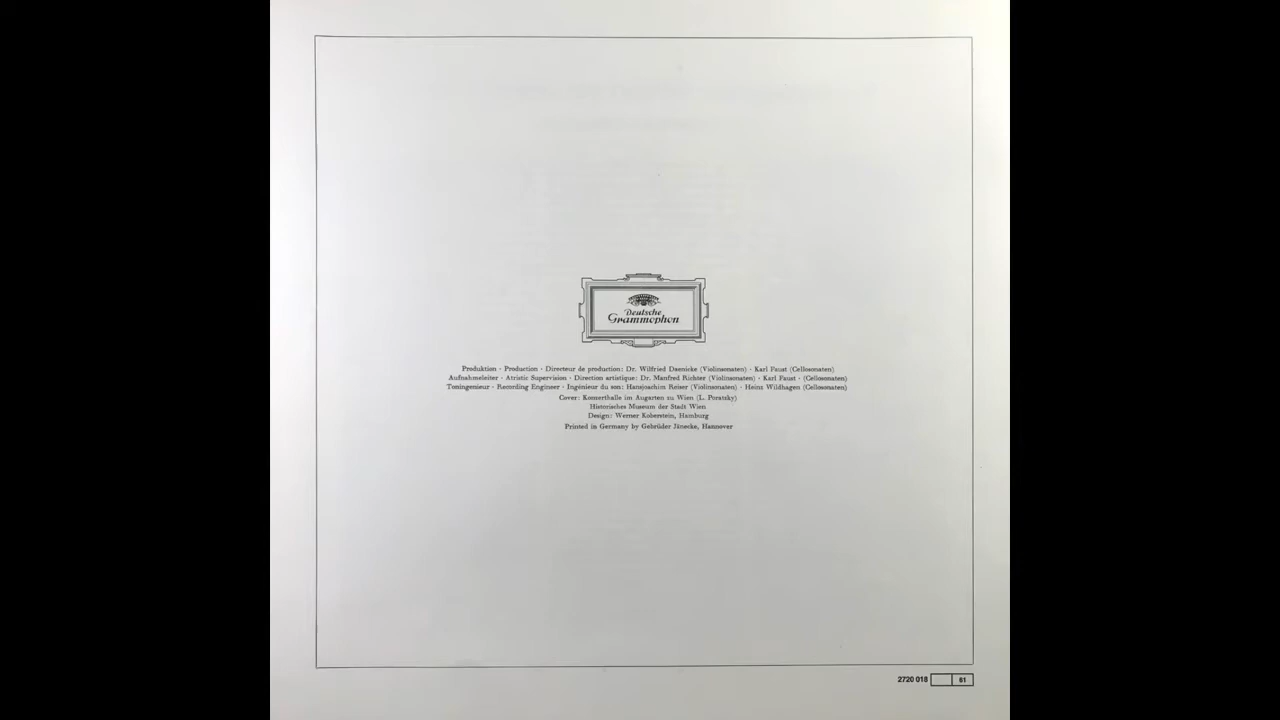 Deutsche
Grammophon
Produktion · Production · Directeur de production: Dr. Wilfried Daenicke (Violinsonaten) · Karl Faust (Cellosonaten)
Aufnahmeleiter · Atristic Supervision · Direction artistique: Dr. Manfred Richter (Violinsonaten) · Karl Faust · (Cellosonaten)
Toningenieur · Recording Engineer · Ingénieur du son: Hansjoachim Reiser (Violinsonaten) · Heinz Wildhagen (Cellosonaten)
Cover: Konzerthalle im Augarten zu Wien (L. Poratzky)
Historisches Museum der Stadt Wien
Design: Werner Koberstein, Hamburg
Printed in Germany by Gebrüder Jänecke, Hannover
2720 018 61